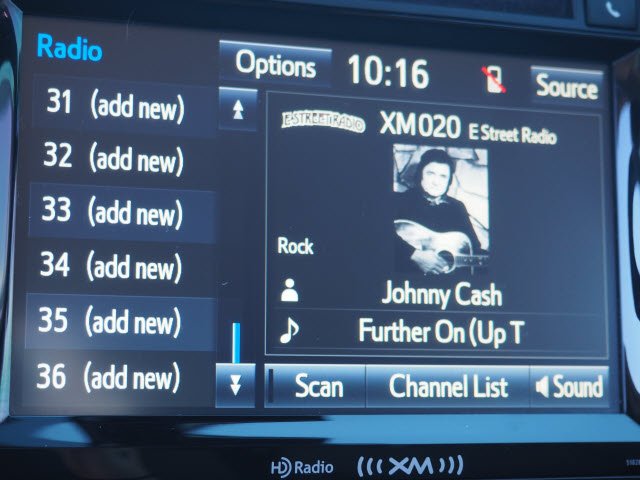 Radio
Options
10:16
Source
31 (add new)
32 (add new)
33 (add new)
34 (add new)
35 (add new)
36 (add new)
E STREET RADIO
XM020 E Street Radio
Rock
Johnny Cash
Further On (Up T
Scan
Channel List
Sound
HD Radio
((( XM )))